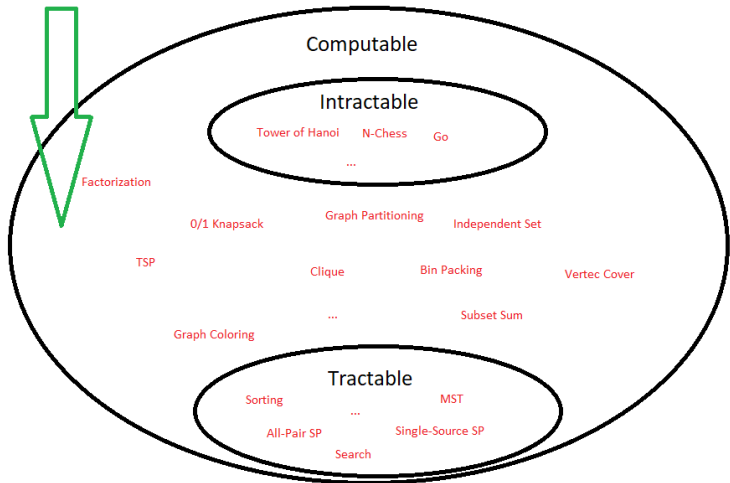 Computable
Intractable
Tower of Hanoi N-Chess Go
...
Factorization
0/1 Knapsack Graph Partitioning Independent Set
TSP Clique Bin Packing Vertec Cover
... Subset Sum
Graph Coloring
Tractable
Sorting ... MST
All-Pair SP Single-Source SP
Search